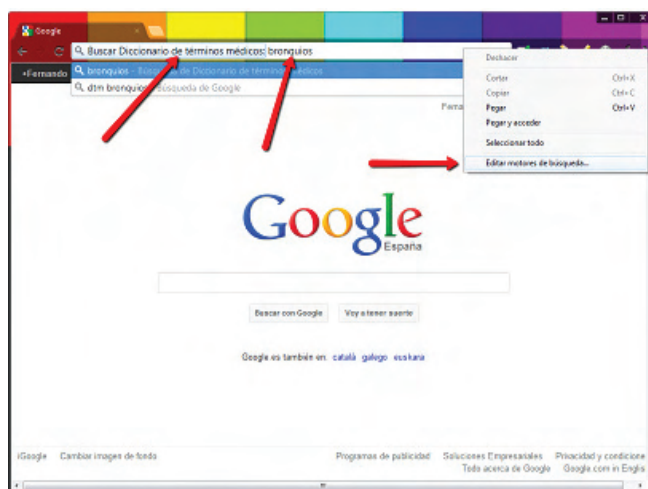 Google
Buscar Diccionario de términos médicos: bronquios
bronquios - Búsqueda de Diccionario de términos médicos
dtm bronquios - Búsqueda de Google
+Fernando
Deshacer
Cortar Ctrl+X
Copiar Ctrl+C
Pegar Ctrl+V
Pegar y acceder
Seleccionar todo
Editar motores de búsqueda...
Google
España
Buscar con Google Voy a tener suerte
Google es también en: català galego euskara
iGoogle Cambiar imagen de fondo Programas de publicidad Soluciones Empresariales Privacidad y condicione
Todo acerca de Google Google.com in Englis